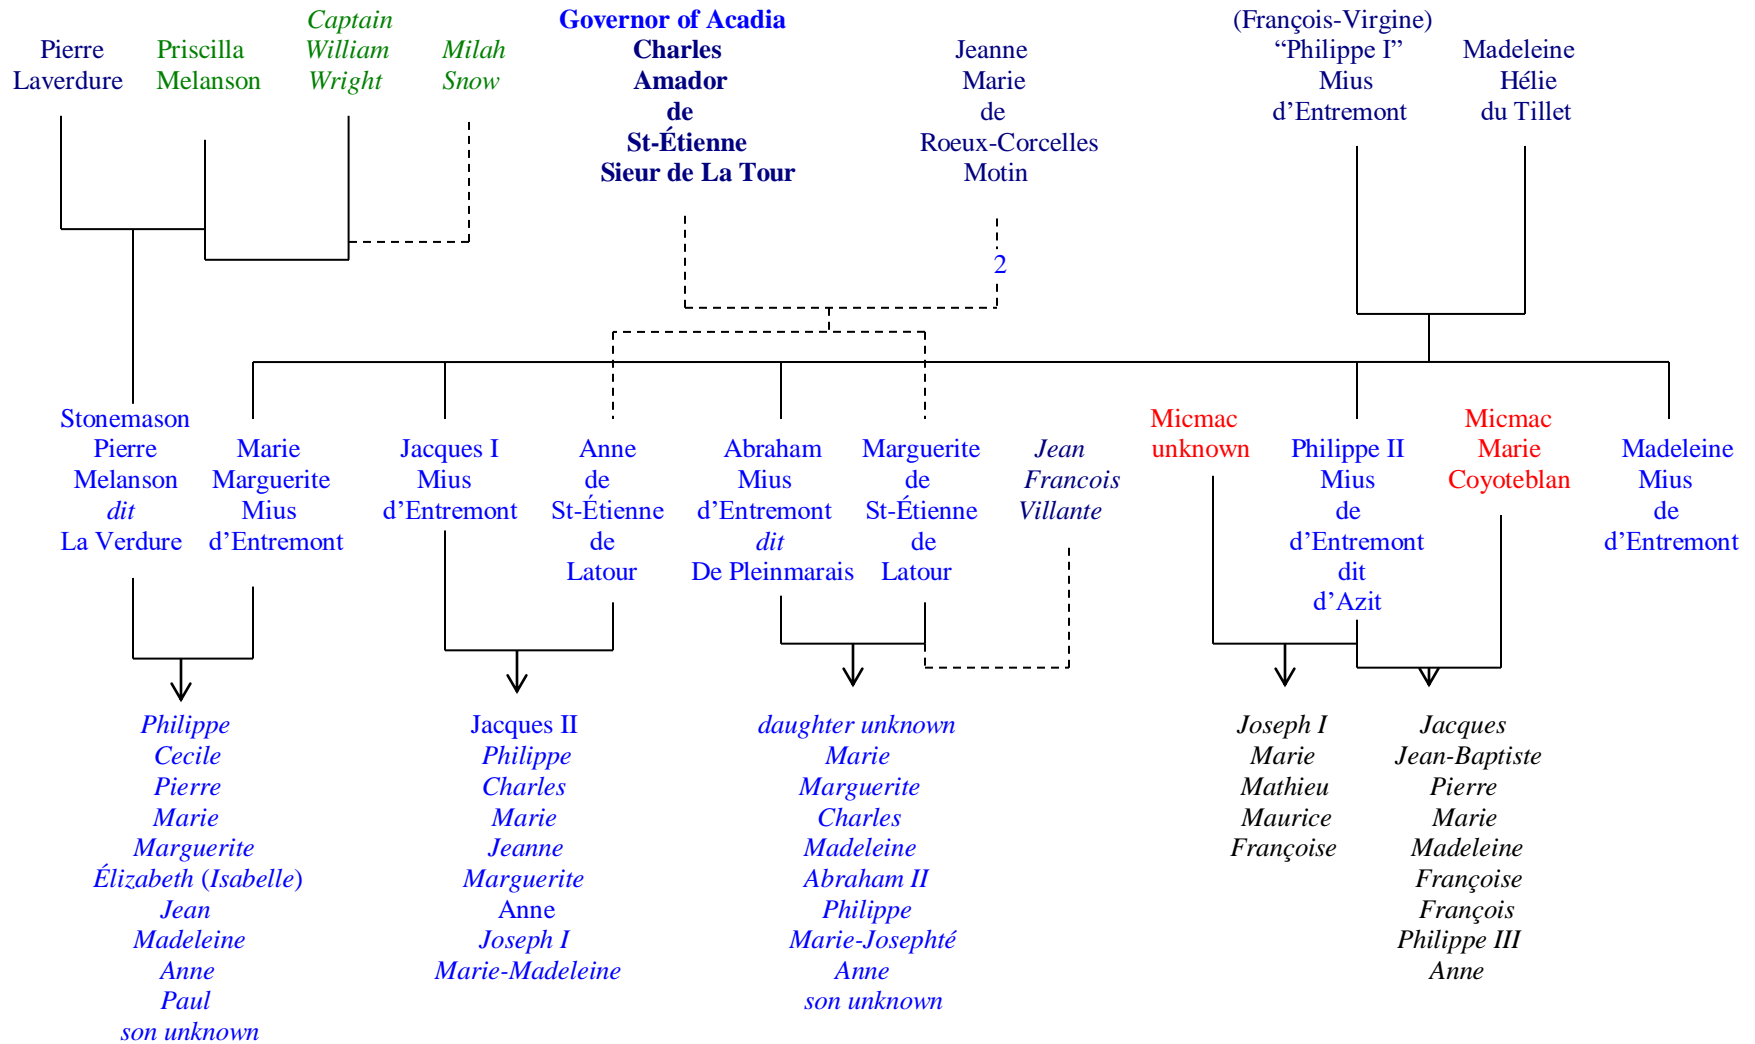 Pierre
Laverdure
Priscilla
Melanson
Captain
William
Wright
Milah
Snow
Governor of Acadia
Charles
Amador
de
St-Étienne
Sieur de La Tour
Jeanne
Marie
de
Roeux-Corcelles
Motin
(François-Virgine)
“Philippe I”
Mius
d’Entremont
Madeleine
Hélie
du Tillet
2
Stonemason
Pierre
Melanson
dit
La Verdure
Marie
Marguerite
Mius
d’Entremont
Jacques I
Mius
d’Entremont
Anne
de
St-Étienne
de
Latour
Abraham
Mius
d’Entremont
dit
De Pleinmarais
Marguerite
de
St-Étienne
de
Latour
Jean
Francois
Villante
Micmac
unknown
Philippe II
Mius
de
d’Entremont
dit
d’Azit
Micmac
Marie
Coyoteblan
Madeleine
Mius
de
d’Entremont
Philippe
Cecile
Pierre
Marie
Marguerite
Élizabeth (Isabelle)
Jean
Madeleine
Anne
Paul
son unknown
Jacques II
Philippe
Charles
Marie
Jeanne
Marguerite
Anne
Joseph I
Marie-Madeleine
daughter unknown
Marie
Marguerite
Charles
Madeleine
Abraham II
Philippe
Marie-Josephté
Anne
son unknown
Joseph I
Marie
Mathieu
Maurice
Françoise
Jacques
Jean-Baptiste
Pierre
Marie
Madeleine
Françoise
François
Philippe III
Anne